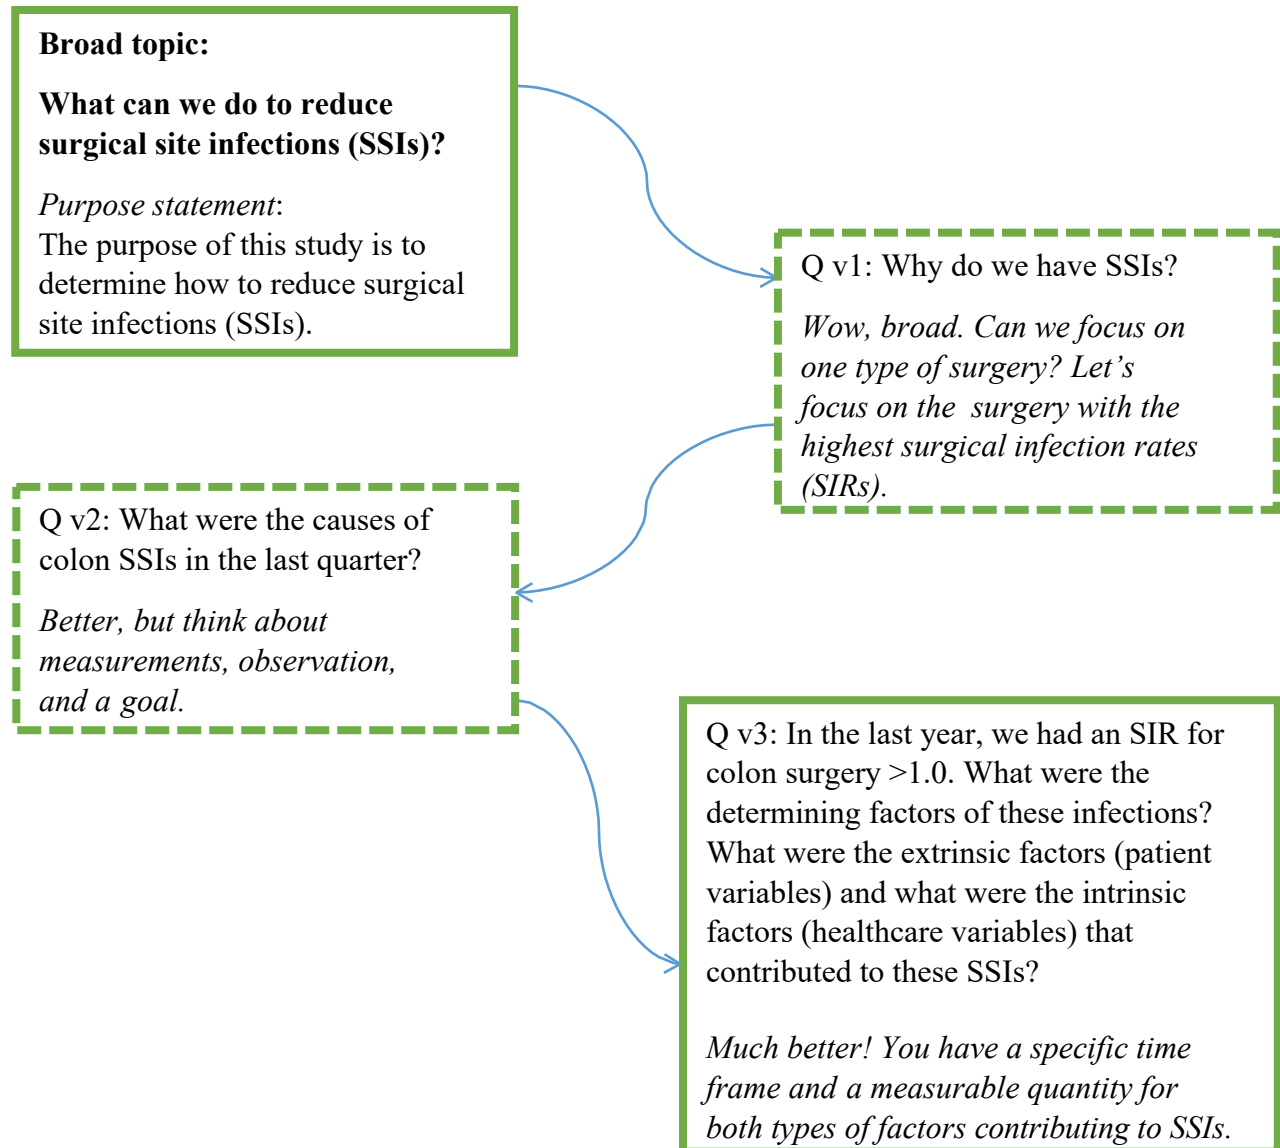 Broad topic:
What can we do to reduce
surgical site infections (SSIs)?
Purpose statement:
The purpose of this study is to
determine how to reduce surgical
site infections (SSIs).
Q v1: Why do we have SSIs?
Wow, broad. Can we focus on
one type of surgery? Let’s
focus on the surgery with the
highest surgical infection rates
(SIRs).
Q v2: What were the causes of
colon SSIs in the last quarter?
Better, but think about
measurements, observation,
and a goal.
Q v3: In the last year, we had an SIR for
colon surgery >1.0. What were the
determining factors of these infections?
What were the extrinsic factors (patient
variables) and what were the intrinsic
factors (healthcare variables) that
contributed to these SSIs?
Much better! You have a specific time
frame and a measurable quantity for
both types of factors contributing to SSIs.